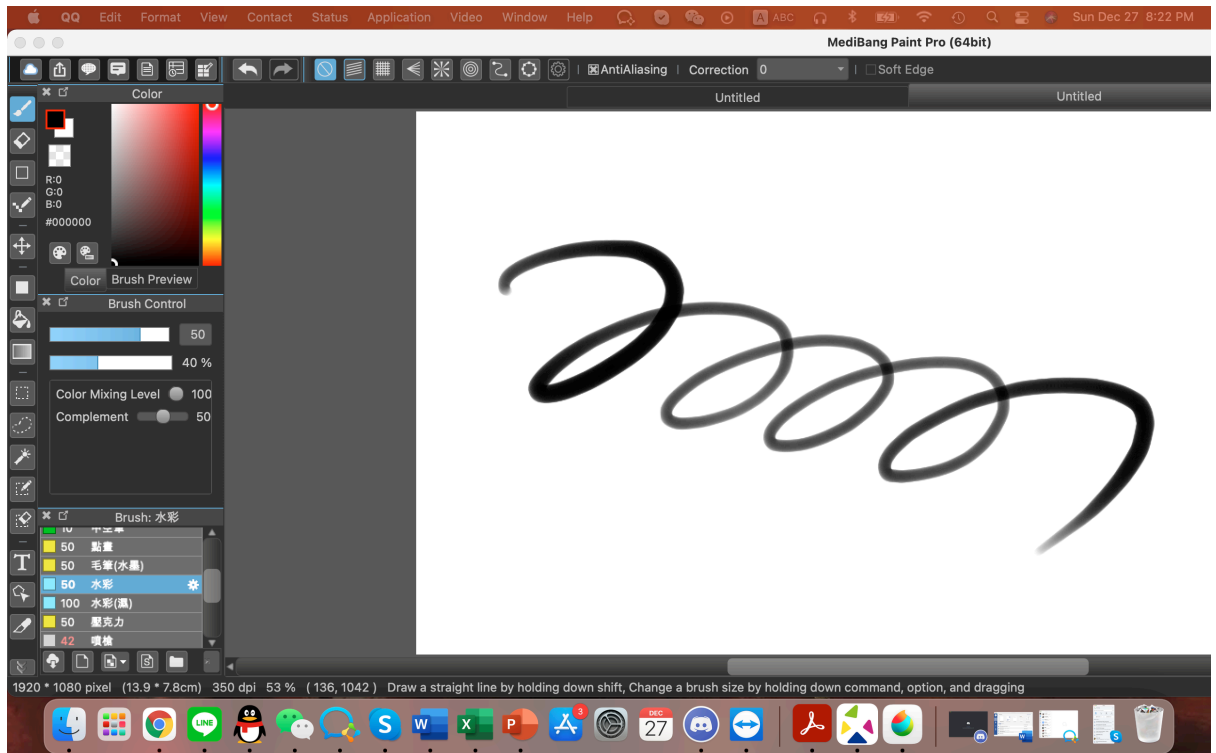 QQ Edit Format View Contact Status Application Video Window Help ABC Sun Dec 27 8:22 PM
MediBang Paint Pro (64bit)
AntiAliasing Correction 0 Soft Edge
Color
Untitled Untitled
R:0
G:0
B:0
#000000
Color Brush Preview
Brush Control
50
40 %
Color Mixing Level 100
Complement 50
Brush: 水彩
10
50 點畫
50 毛筆(水墨)
50 水彩
100 水彩(濕)
50 壓克力
42 噴槍
T
1920 * 1080 pixel (13.9 * 7.8cm) 350 dpi 53 % ( 136, 1042 ) Draw a straight line by holding down shift, Change a brush size by holding down command, option, and dragging
LINE S W X P 3 DEC 27